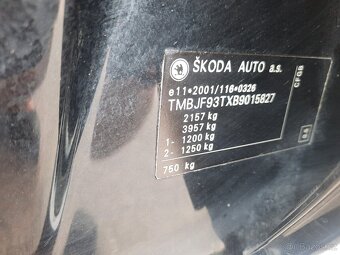 ŠKODA AUTO a.s.
e11*2001/116*0326
TMBJF93TXB9015827
2157 kg
3957 kg
1- 1200 kg
2- 1250 kg
750 kg
CFGB